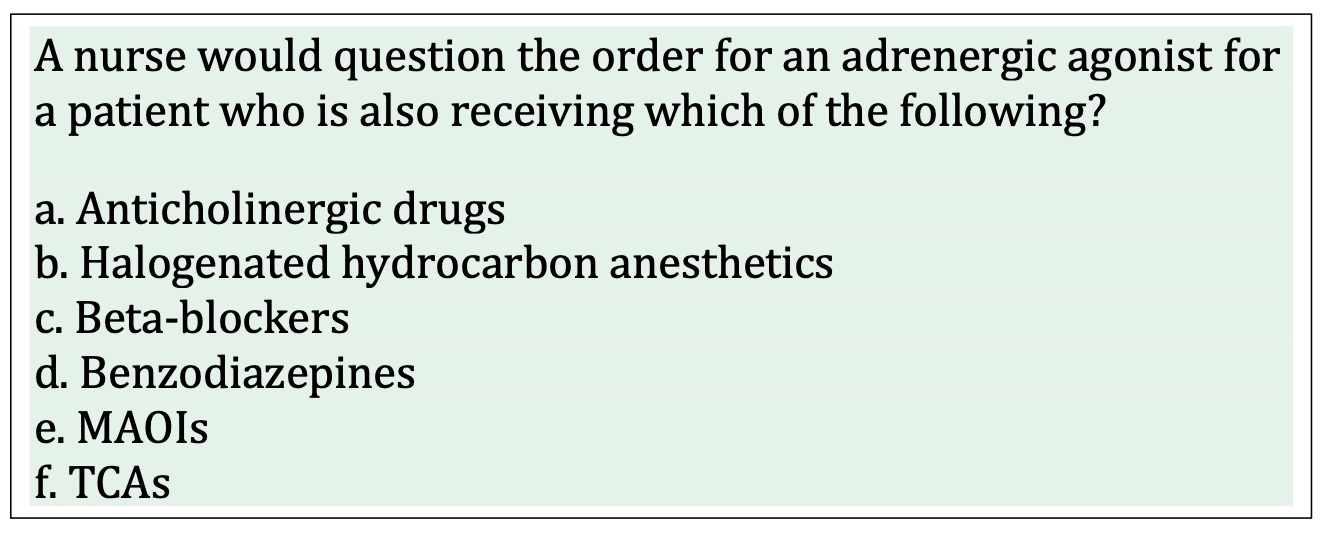 A nurse would question the order for an adrenergic agonist for
a patient who is also receiving which of the following?
a. Anticholinergic drugs
b. Halogenated hydrocarbon anesthetics
c. Beta-blockers
d. Benzodiazepines
e. MAOIs
f. TCAs